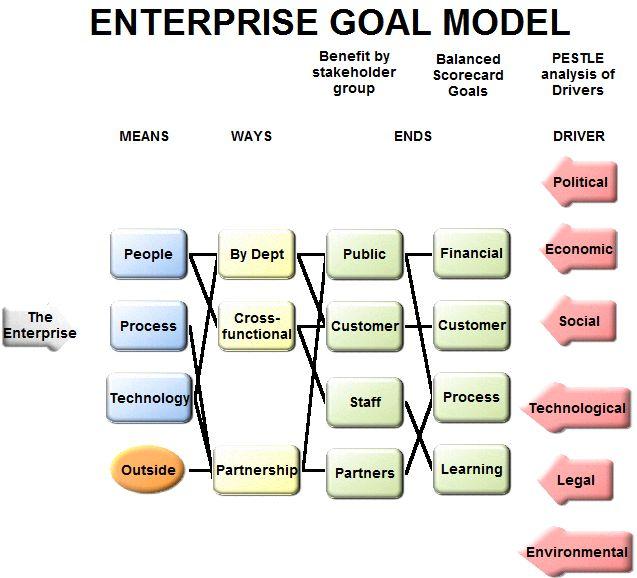 ENTERPRISE GOAL MODEL
Benefit by
stakeholder
group
Balanced
Scorecard
Goals
PESTLE
analysis of
Drivers
MEANS
WAYS
ENDS
DRIVER
Political
People
By Dept
Public
Financial
Economic
The
Enterprise
Process
Cross-
functional
Customer
Customer
Social
Technology
Staff
Process
Technological
Outside
Partnership
Partners
Learning
Legal
Environmental